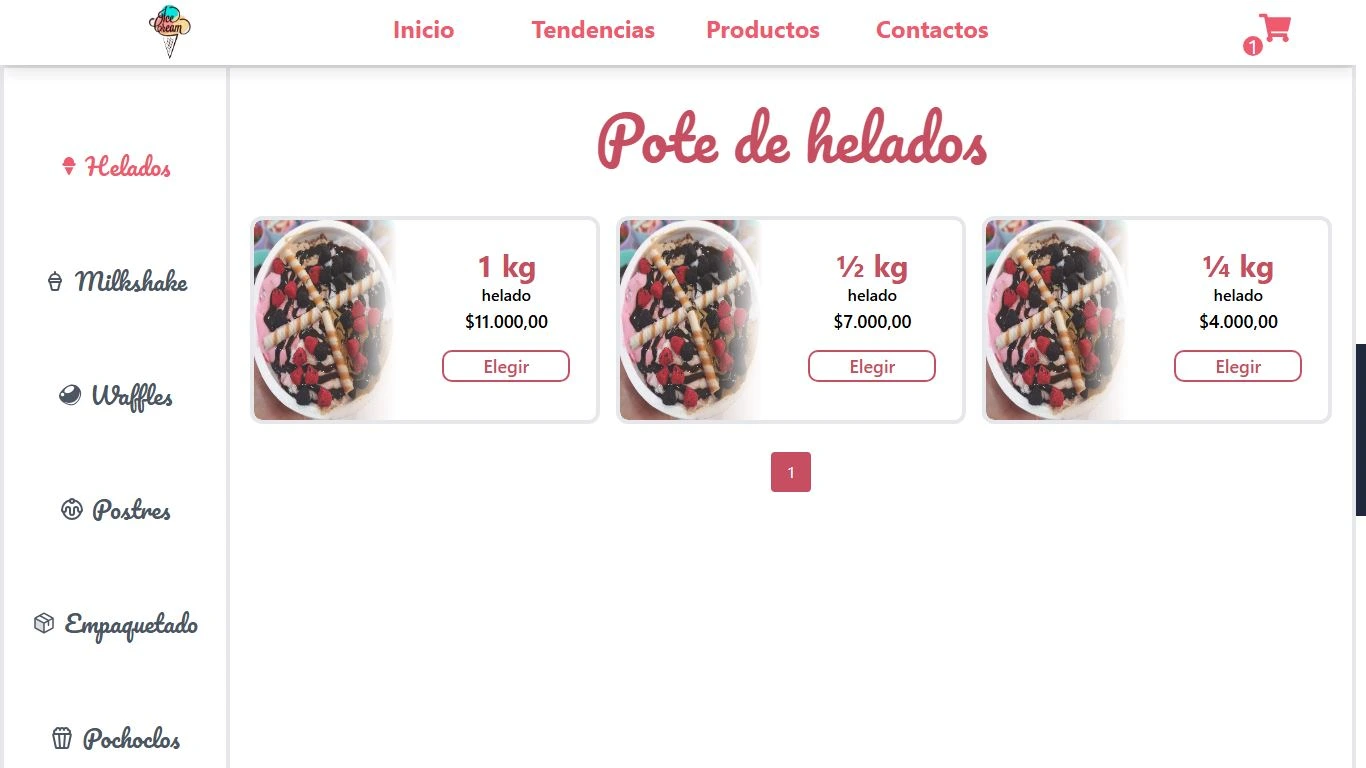 Ice
Cream
Inicio
Tendencias
Productos
Contactos
1
Helados
Milkshake
Waffles
Postres
Empaquetado
Pochoclos
Pote de helados
1 kg
helado
$11.000,00
Elegir
½ kg
helado
$7.000,00
Elegir
¼ kg
helado
$4.000,00
Elegir
1